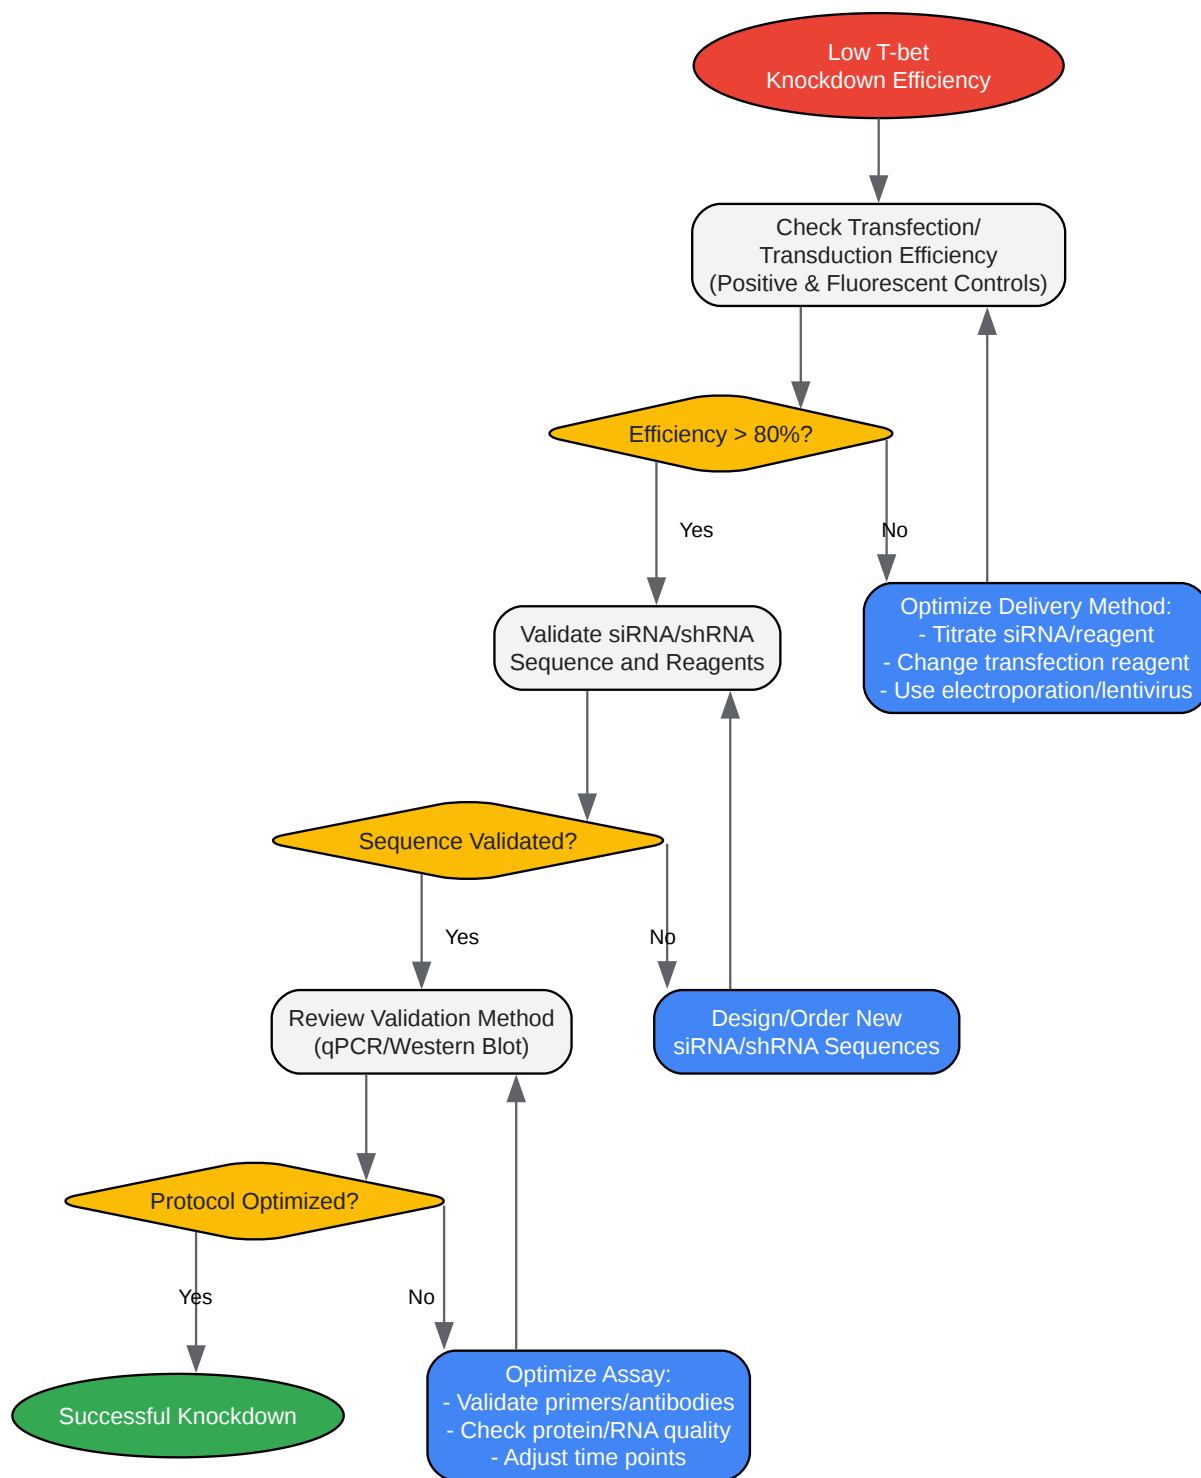 Low T-bet
Knockdown Efficiency
Check Transfection/
Transduction Efficiency
(Positive & Fluorescent Controls)
Efficiency > 80%?
Yes
No
Optimize Delivery Method:
- Titrate siRNA/reagent
- Change transfection reagent
- Use electroporation/lentivirus
Validate siRNA/shRNA
Sequence and Reagents
Sequence Validated?
Yes
No
Review Validation Method
(qPCR/Western Blot)
Design/Order New
siRNA/shRNA Sequences
Protocol Optimized?
Yes
No
Successful Knockdown
Optimize Assay:
- Validate primers/antibodies
- Check protein/RNA quality
- Adjust time points